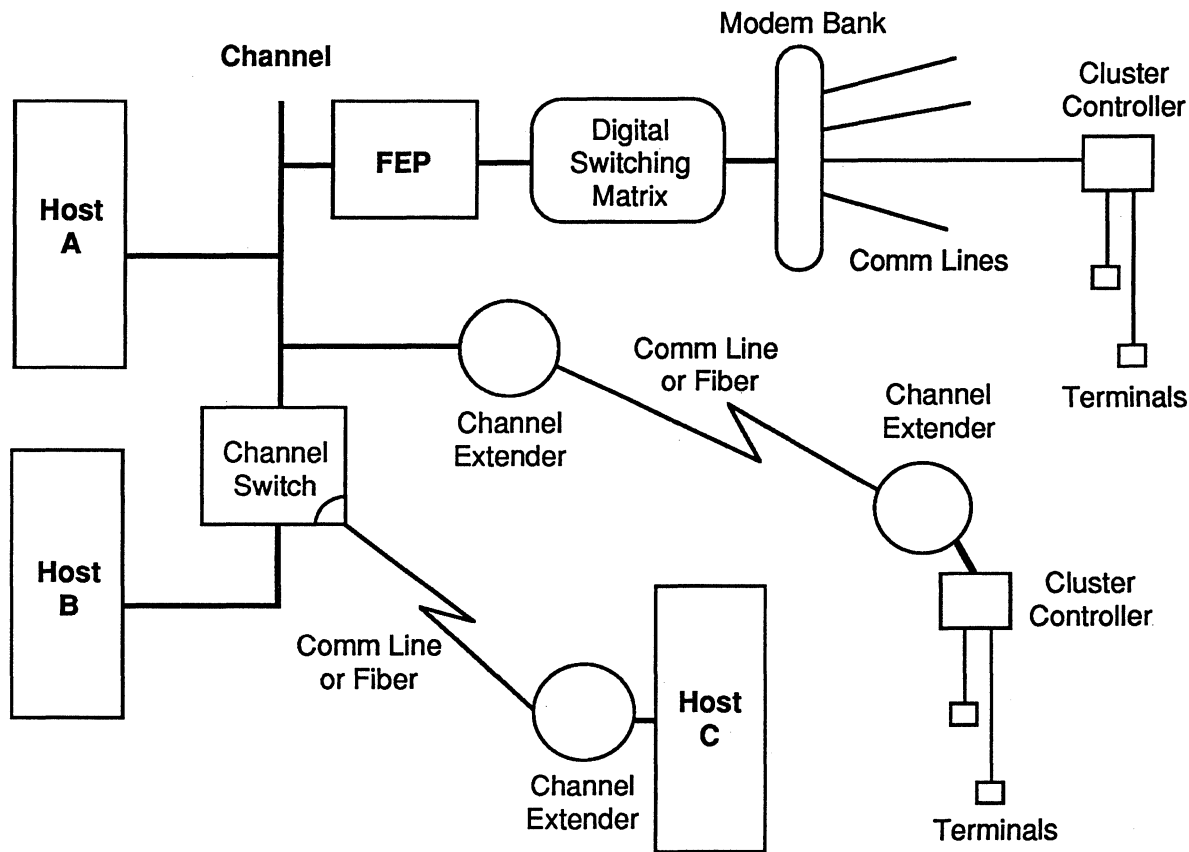 Modem Bank
Channel
Cluster
Controller
Host
A
FEP
Digital
Switching
Matrix
Comm Lines
Terminals
Comm Line
or Fiber
Channel
Extender
Channel
Extender
Channel
Switch
Host
B
Cluster
Controller
Comm Line
or Fiber
Host
C
Channel
Extender
Terminals